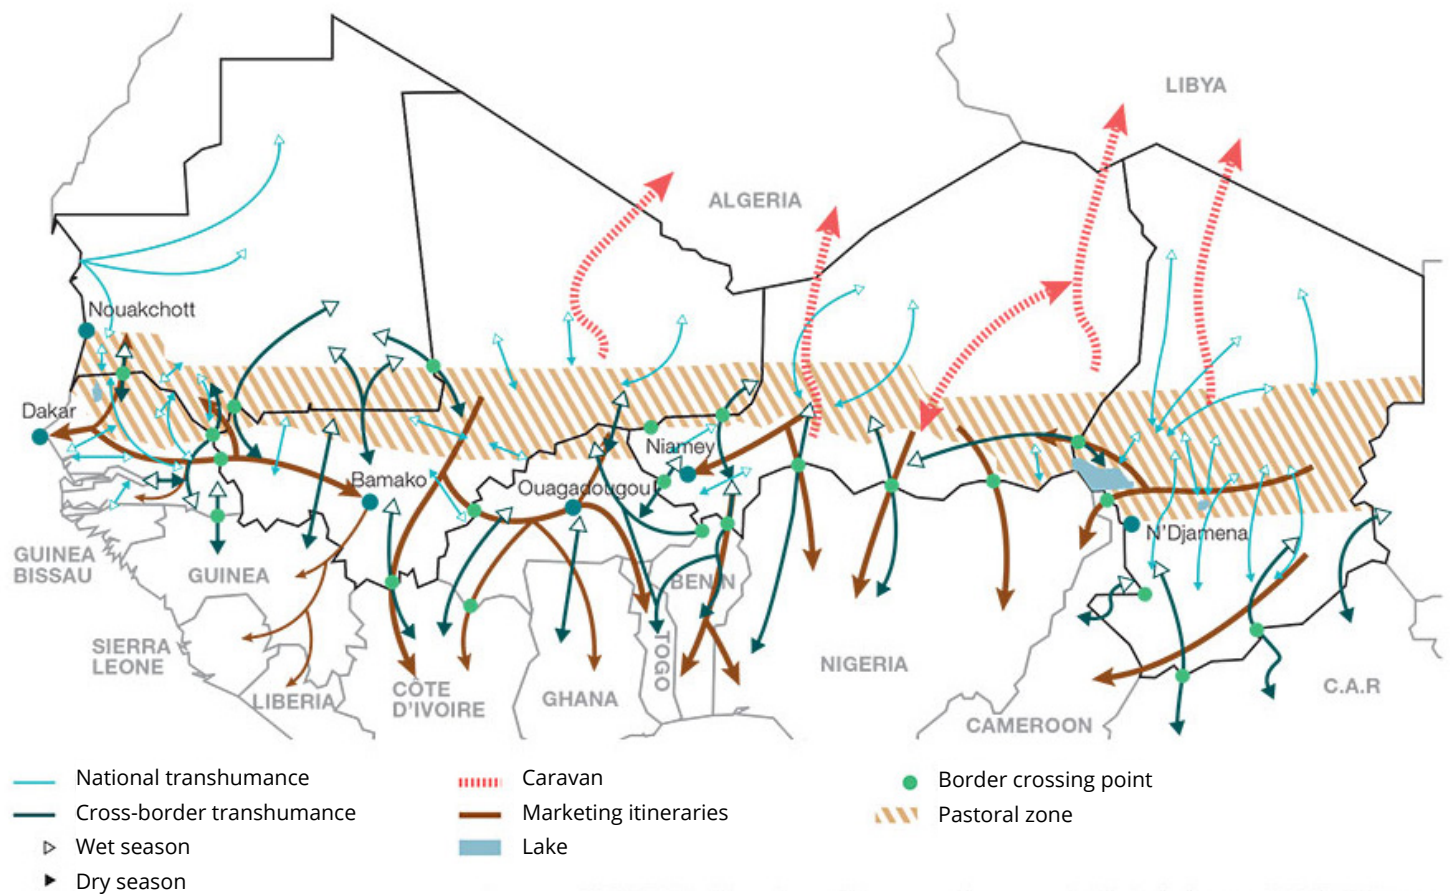 LIBYA
ALGERIA
Nouakchott
Dakar
Niamey
Bamako
Ouagadougou
N'Djamena
GUINEA
BISSAU
GUINEA
BENIN
SIERRA
LEONE
TOGO
NIGERIA
LIBERIA
CÔTE
D'IVOIRE
GHANA
C.A.R
CAMEROON
National transhumance
Cross-border transhumance
Wet season
Dry season
Caravan
Marketing itineraries
Lake
Border crossing point
Pastoral zone